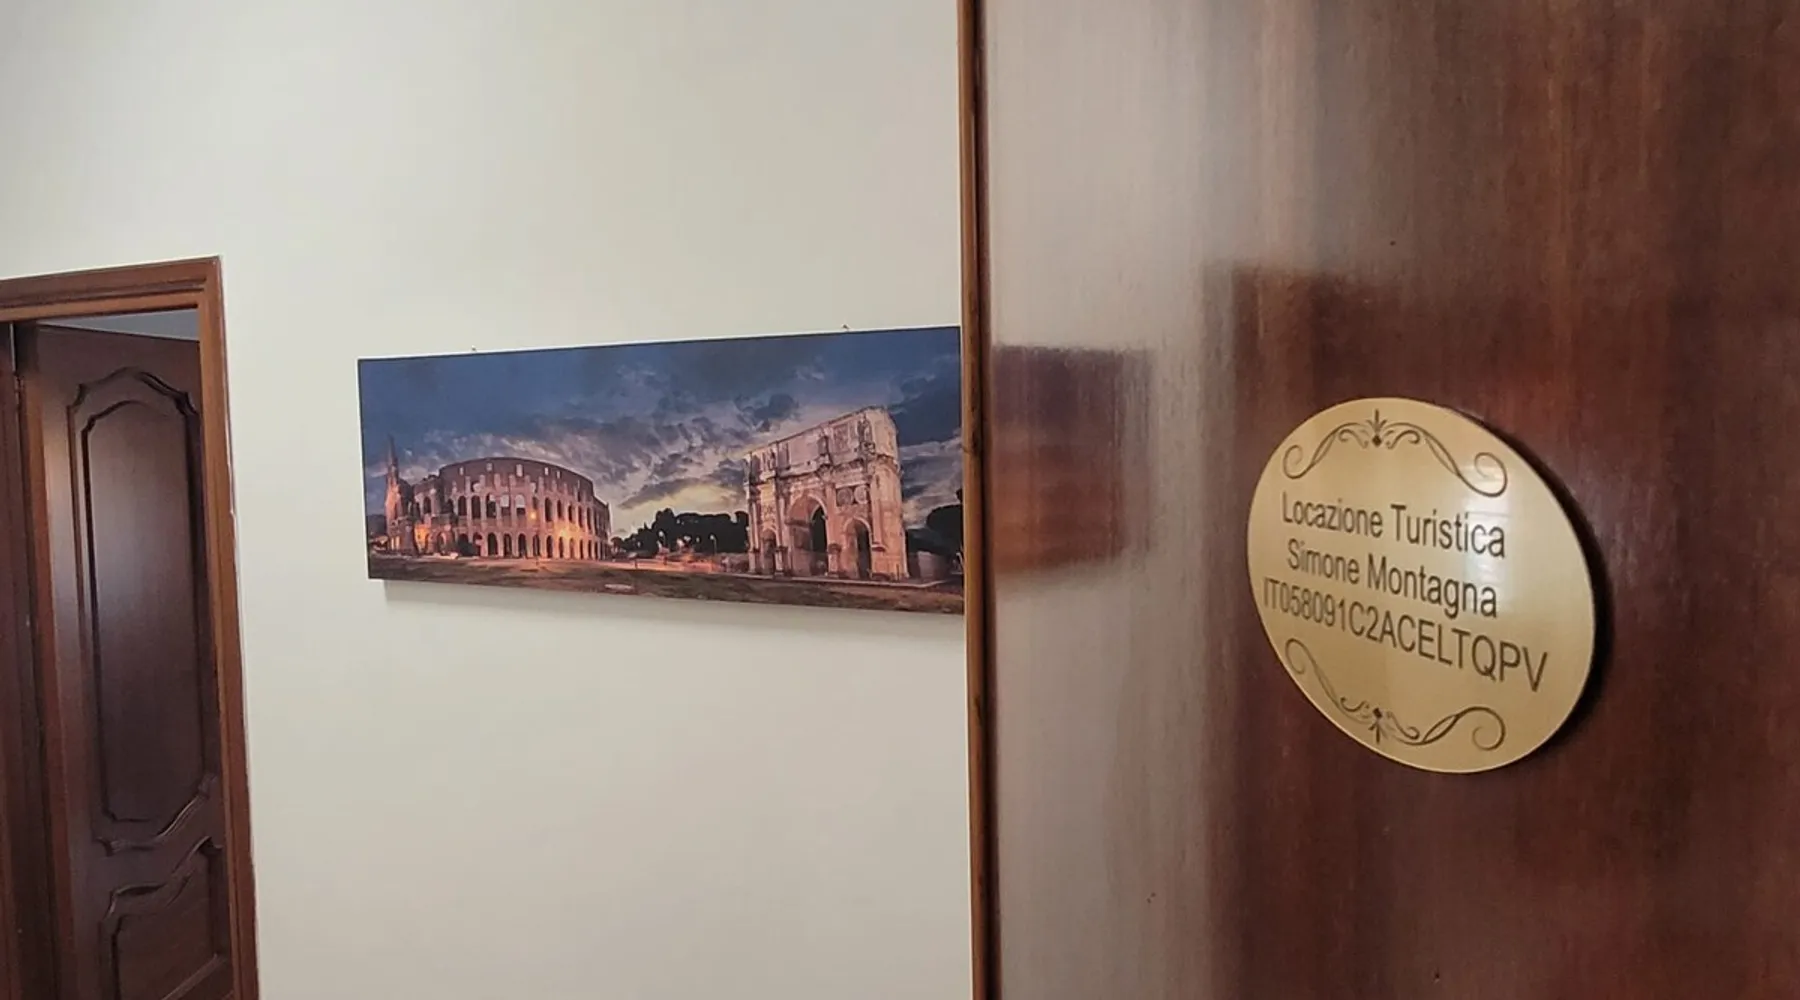 Locazione Turistica
Simone Montagna
IT058091C2ACELTQPV